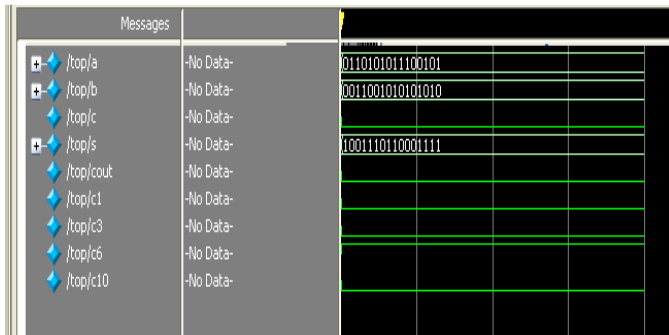 Messages
/top/a -No Data- 0110101011100101
/top/b -No Data- 0011001010101010
/top/c -No Data-
/top/s -No Data- 1001110110001111
/top/cout -No Data-
/top/c1 -No Data-
/top/c3 -No Data-
/top/c6 -No Data-
/top/c10 -No Data-